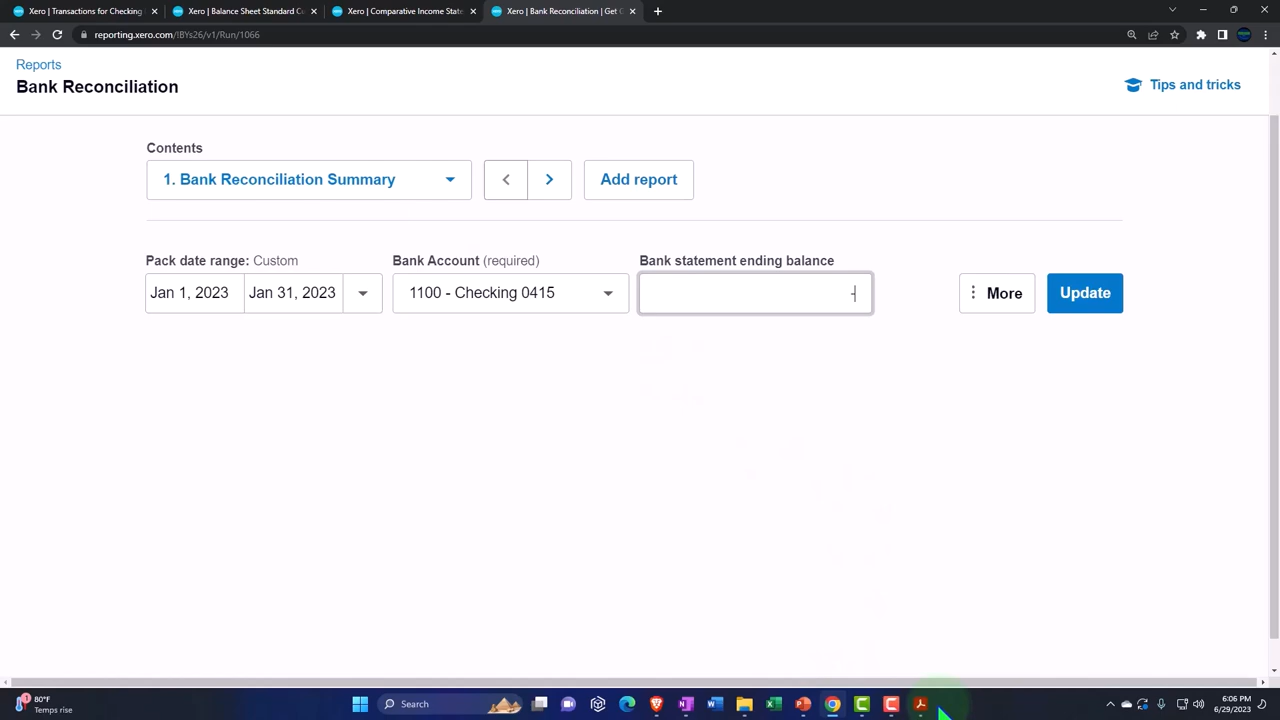 Xero | Transactions for Checking
Xero | Balance Sheet Standard C
Xero | Comparative Income State
Xero | Bank Reconciliation | Get C
reporting.xero.com/!BYs26/v1/Run/1066
Reports
Bank Reconciliation
Tips and tricks
Contents
1. Bank Reconciliation Summary
Add report
Pack date range: Custom
Bank Account (required)
Bank statement ending balance
Jan 1, 2023
Jan 31, 2023
1100 - Checking 0415
-
More
Update
1
80°F
Temps rise
Search
6:06 PM
6/29/2023